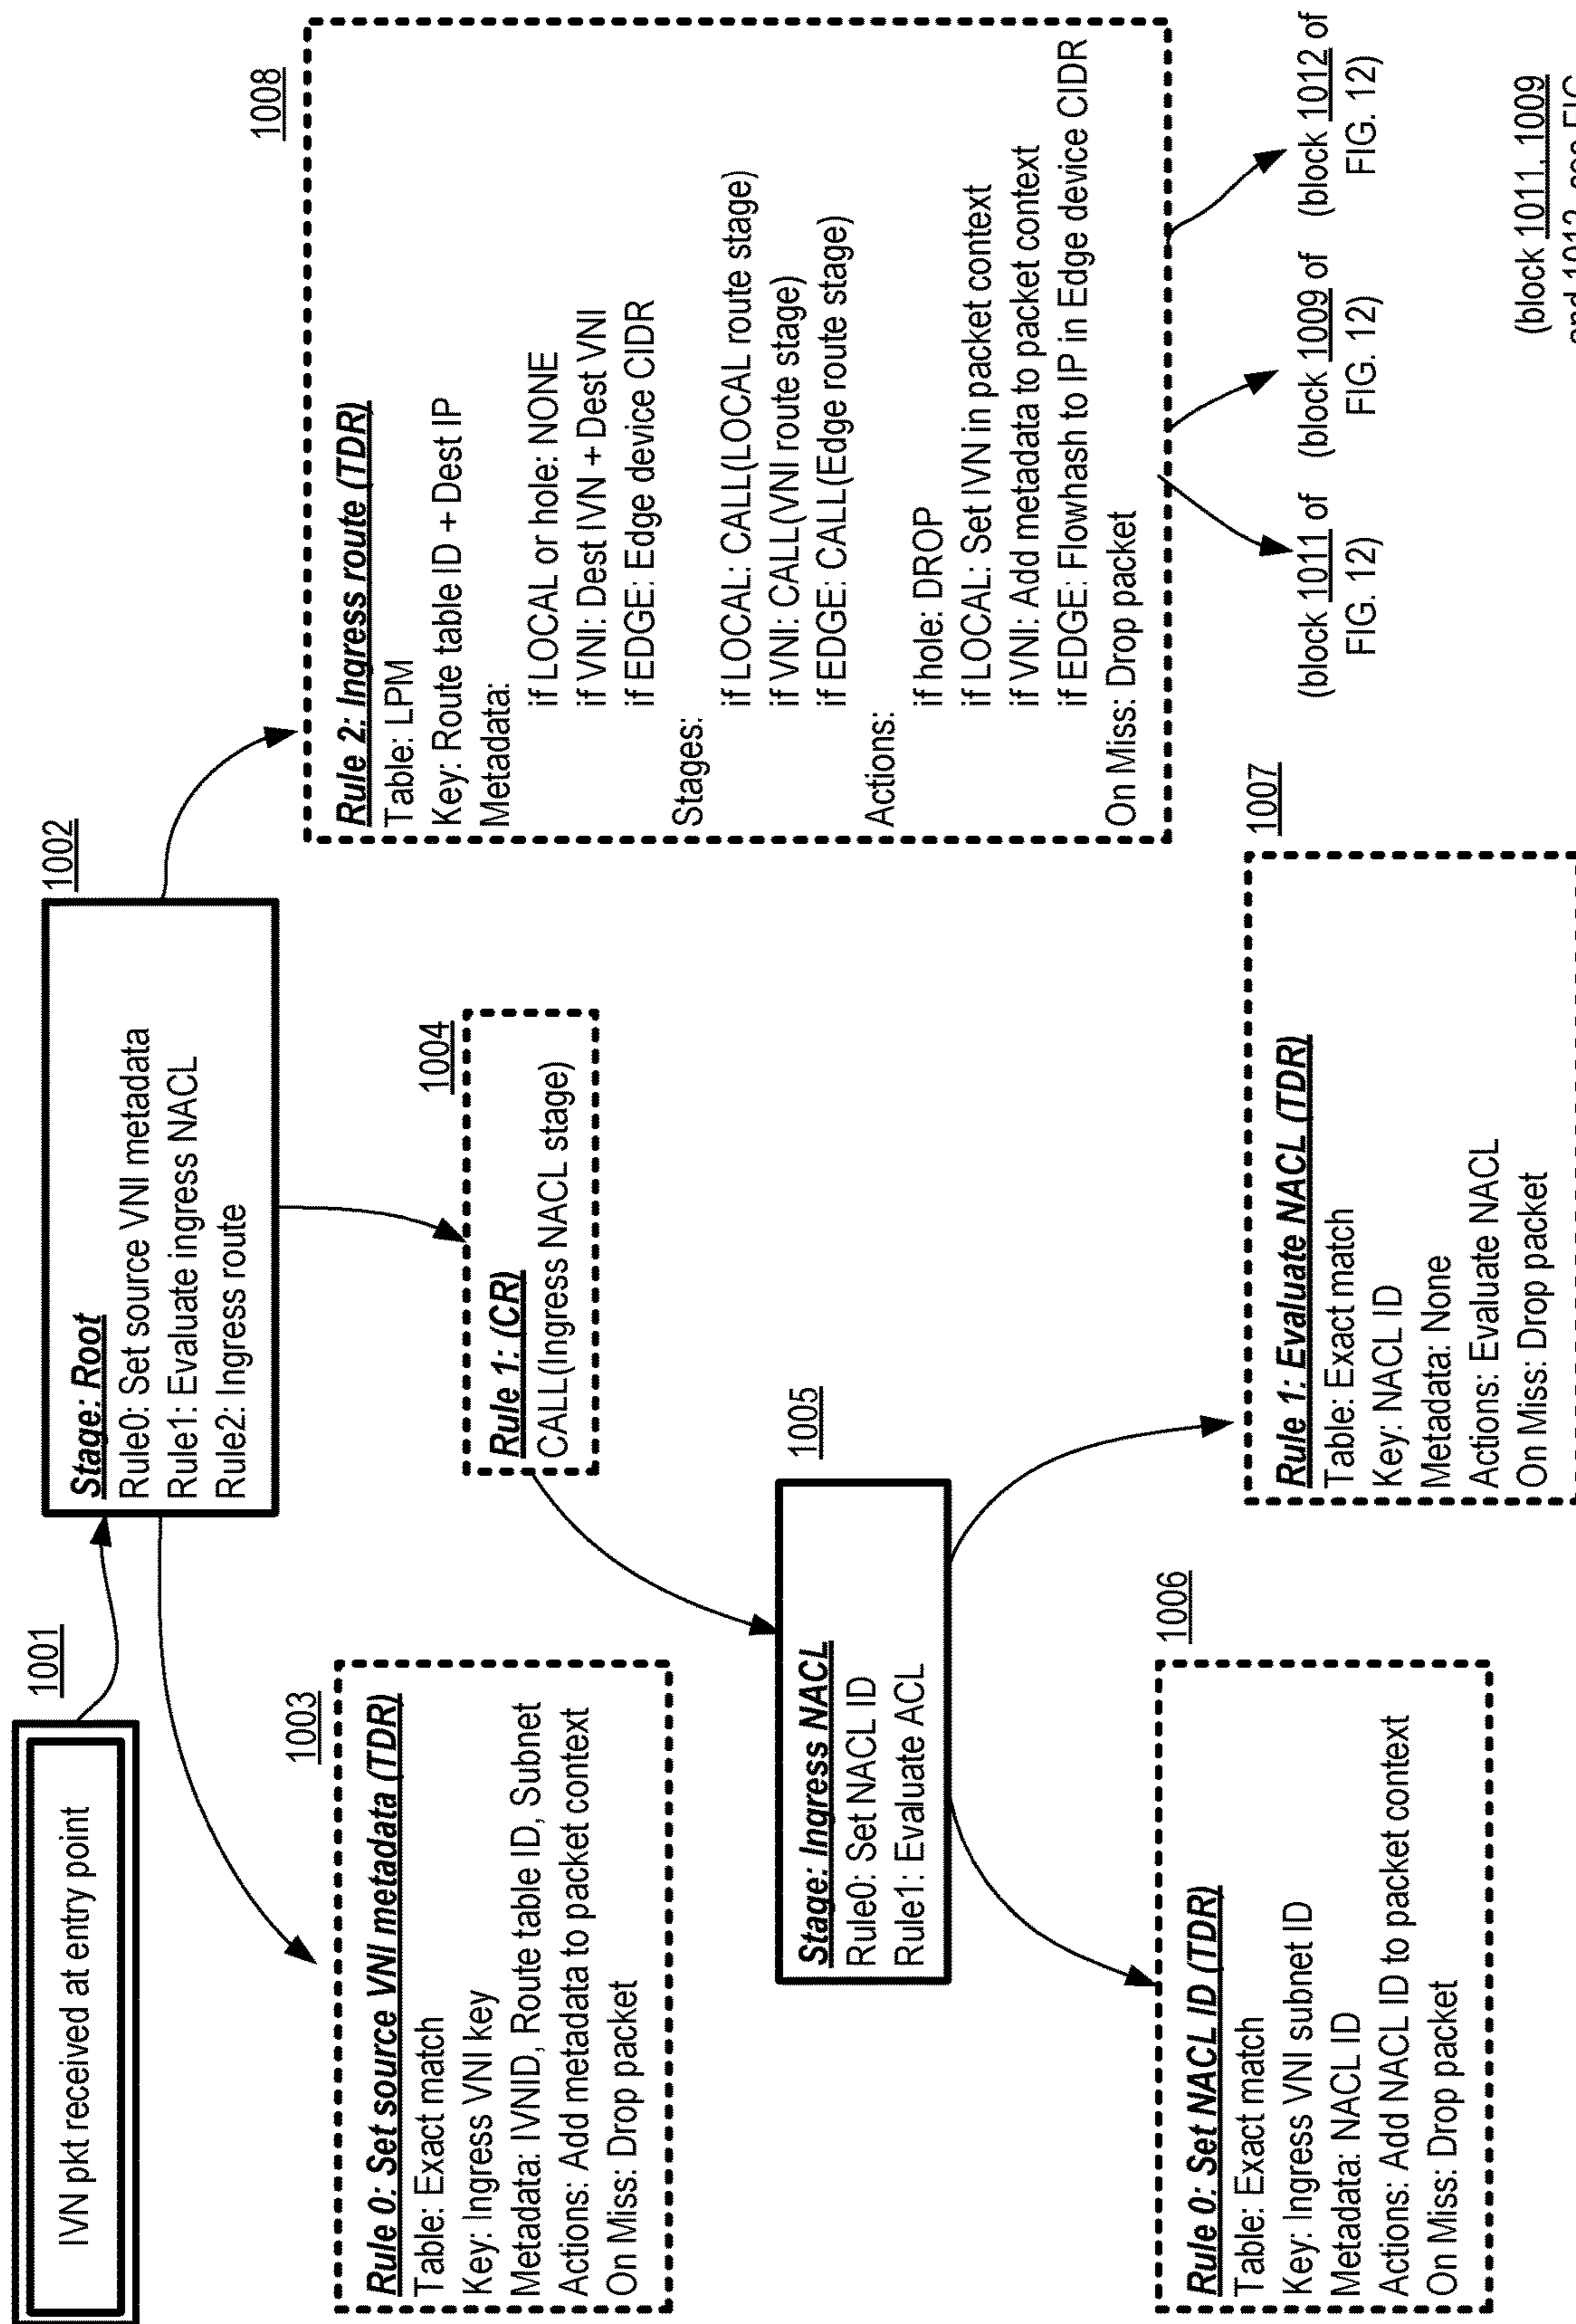 1001
IVN pkt received at entry point
1002
Stage: Root
Rule0: Set source VNI metadata
Rule1: Evaluate ingress NACL
Rule2: Ingress route
1003
Rule 0: Set source VNI metadata (TDR)
Table: Exact match
Key: Ingress VNI key
Metadata: IVNID, Route table ID, Subnet
Actions: Add metadata to packet context
On Miss: Drop packet
1004
Rule 1: (CR)
CALL(Ingress NACL stage)
1005
Stage: Ingress NACL
Rule0: Set NACL ID
Rule1: Evaluate ACL
1006
Rule 0: Set NACL ID (TDR)
Table: Exact match
Key: Ingress VNI subnet ID
Metadata: NACL ID
Actions: Add NACL ID to packet context
On Miss: Drop packet
1007
Rule 1: Evaluate NACL (TDR)
Table: Exact match
Key: NACL ID
Metadata: None
Actions: Evaluate NACL
On Miss: Drop packet
1008
Rule 2: Ingress route (TDR)
Table: LPM
Key: Route table ID + Dest IP
Metadata:
if LOCAL or hole: NONE
if VNI: Dest IVN + Dest VNI
if EDGE: Edge device CIDR
Stages:
if LOCAL: CALL(LOCAL route stage)
if VNI: CALL(VNI route stage)
if EDGE: CALL(Edge route stage)
Actions:
if hole: DROP
if LOCAL: Set IVN in packet context
if VNI: Add metadata to packet context
if EDGE: Flowhash to IP in Edge device CIDR
On Miss: Drop packet
(block 1011 of
FIG. 12)
(block 1009 of
FIG. 12)
(block 1012 of
FIG. 12)
(block 1011, 1009
and 1012, see FIG